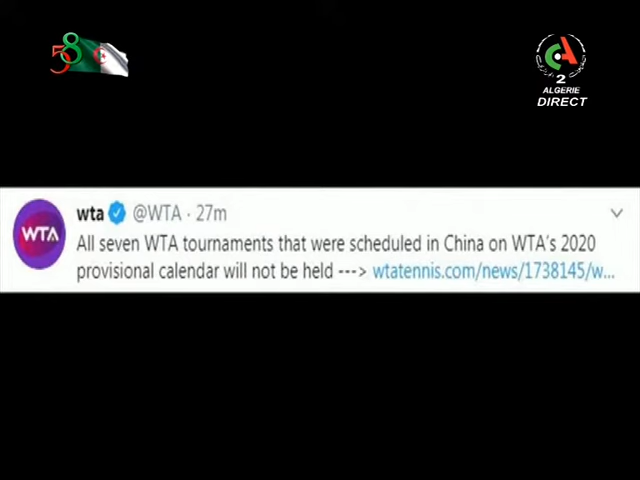 58
2
ALGERIE
DIRECT
wta @WTA · 27m
WTA
All seven WTA tournaments that were scheduled in China on WTA's 2020
provisional calendar will not be held ---> wtatennis.com/news/1738145/w...